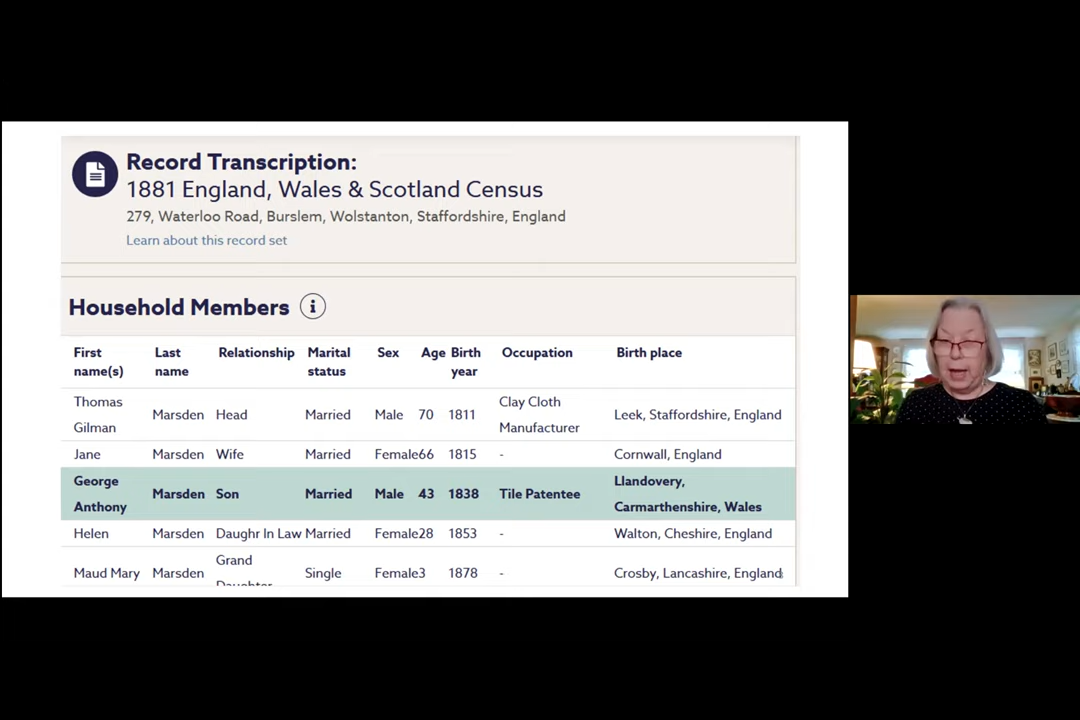 Record Transcription:
1881 England, Wales & Scotland Census
279, Waterloo Road, Burslem, Wolstanton, Staffordshire, England
Learn about this record set
Household Members i
First name(s) Last name Relationship Marital status Sex Age Birth year Occupation Birth place
Thomas Gilman Marsden Head Married Male 70 1811 Clay Cloth Manufacturer Leek, Staffordshire, England
Jane Marsden Wife Married Female 66 1815 - Cornwall, England
George Anthony Marsden Son Married Male 43 1838 Tile Patentee Llandovery, Carmarthenshire, Wales
Helen Marsden Daughr In Law Married Female 28 1853 - Walton, Cheshire, England
Maud Mary Marsden Grand Daughter Single Female 3 1878 - Crosby, Lancashire, England